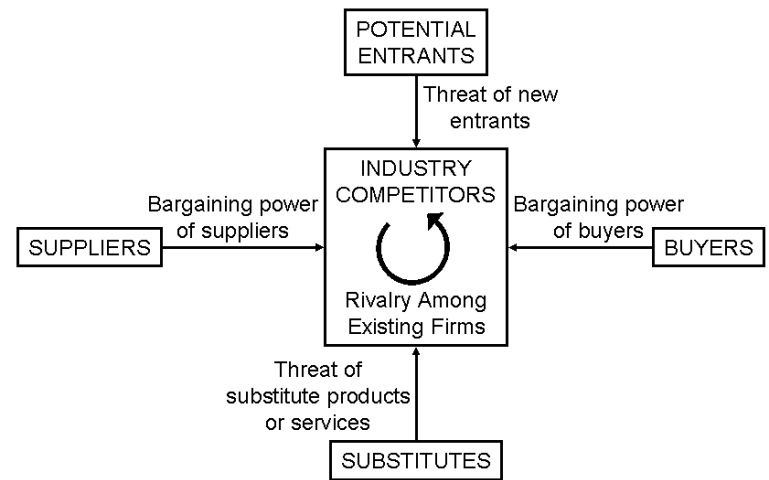 POTENTIAL
ENTRANTS
Threat of new
entrants
INDUSTRY
COMPETITORS
Bargaining power
of suppliers
Bargaining power
of buyers
SUPPLIERS
BUYERS
Rivalry Among
Existing Firms
Threat of
substitute products
or services
SUBSTITUTES